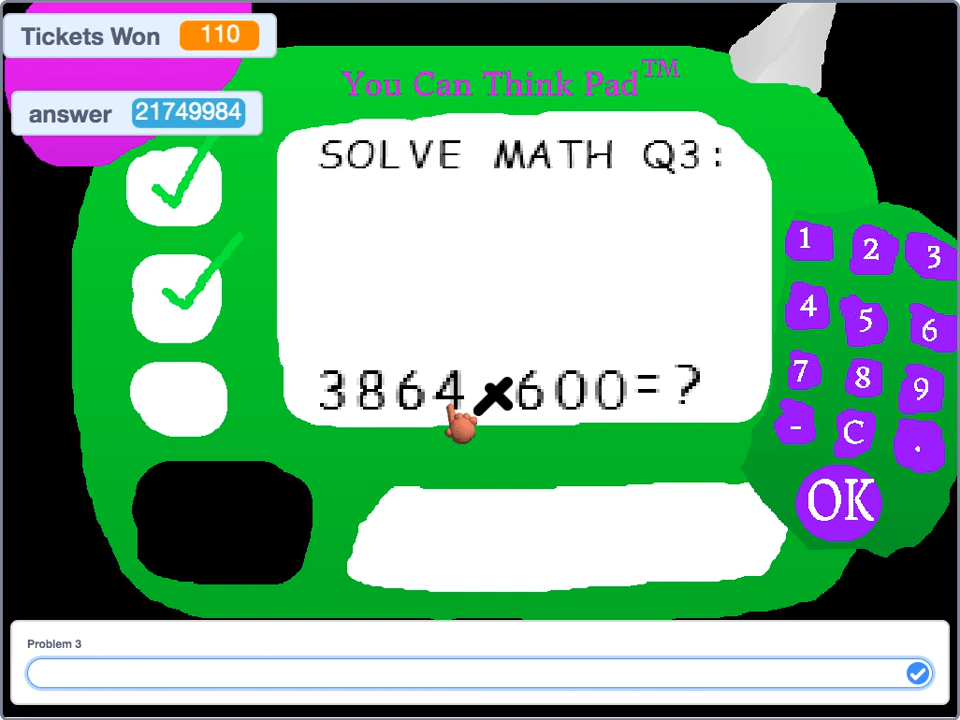 Tickets Won 110
You Can Think Pad™
answer 21749984
SOLVE MATH Q3:
1 2 3
4 5 6
7 8 9
- C .
3864×600=?
OK
Problem 3